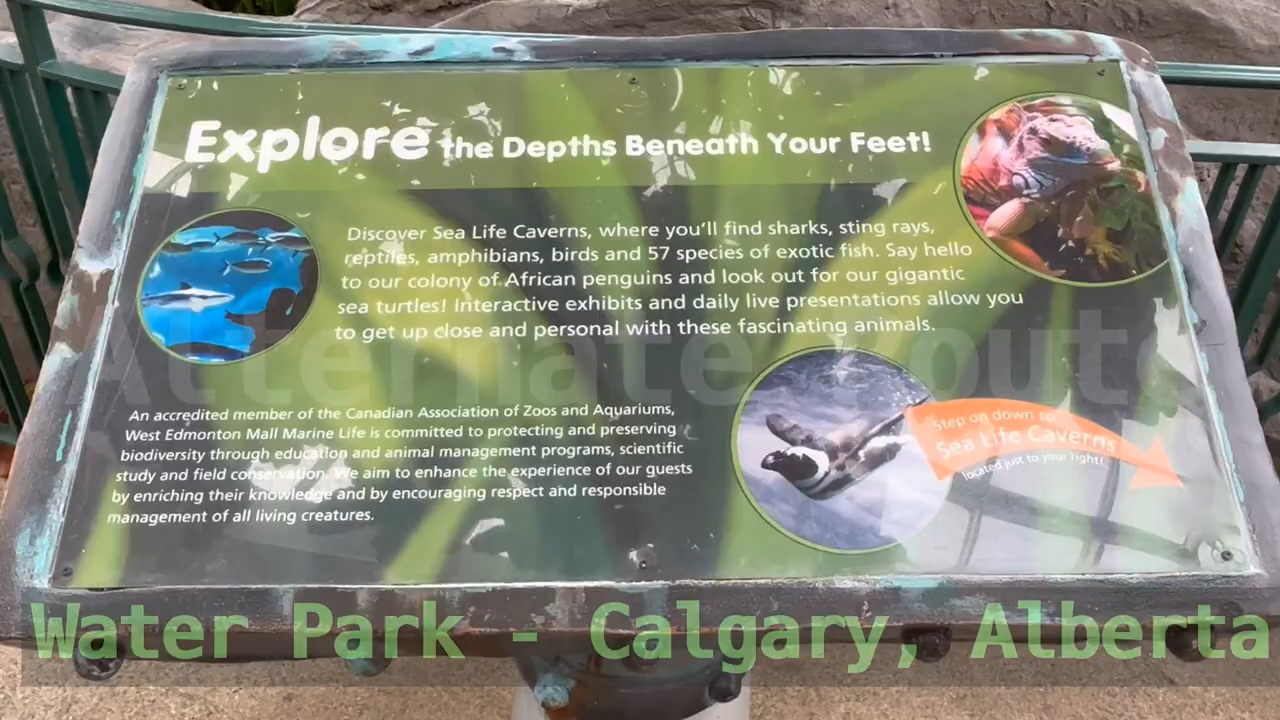 Explore the Depths Beneath Your Feet!
Discover Sea Life Caverns, where you'll find sharks, sting rays,
reptiles, amphibians, birds and 57 species of exotic fish. Say hello
to our colony of African penguins and look out for our gigantic
sea turtles! Interactive exhibits and daily live presentations allow you
to get up close and personal with these fascinating animals.
Alternate Route
An accredited member of the Canadian Association of Zoos and Aquariums,
West Edmonton Mall Marine Life is committed to protecting and preserving
biodiversity through education and animal management programs, scientific
study and field conservation. We aim to enhance the experience of our guests
by enriching their knowledge and by encouraging respect and responsible
management of all living creatures.
Step on down to
Sea Life Caverns
located just to your right!
Water Park - Calgary, Alberta